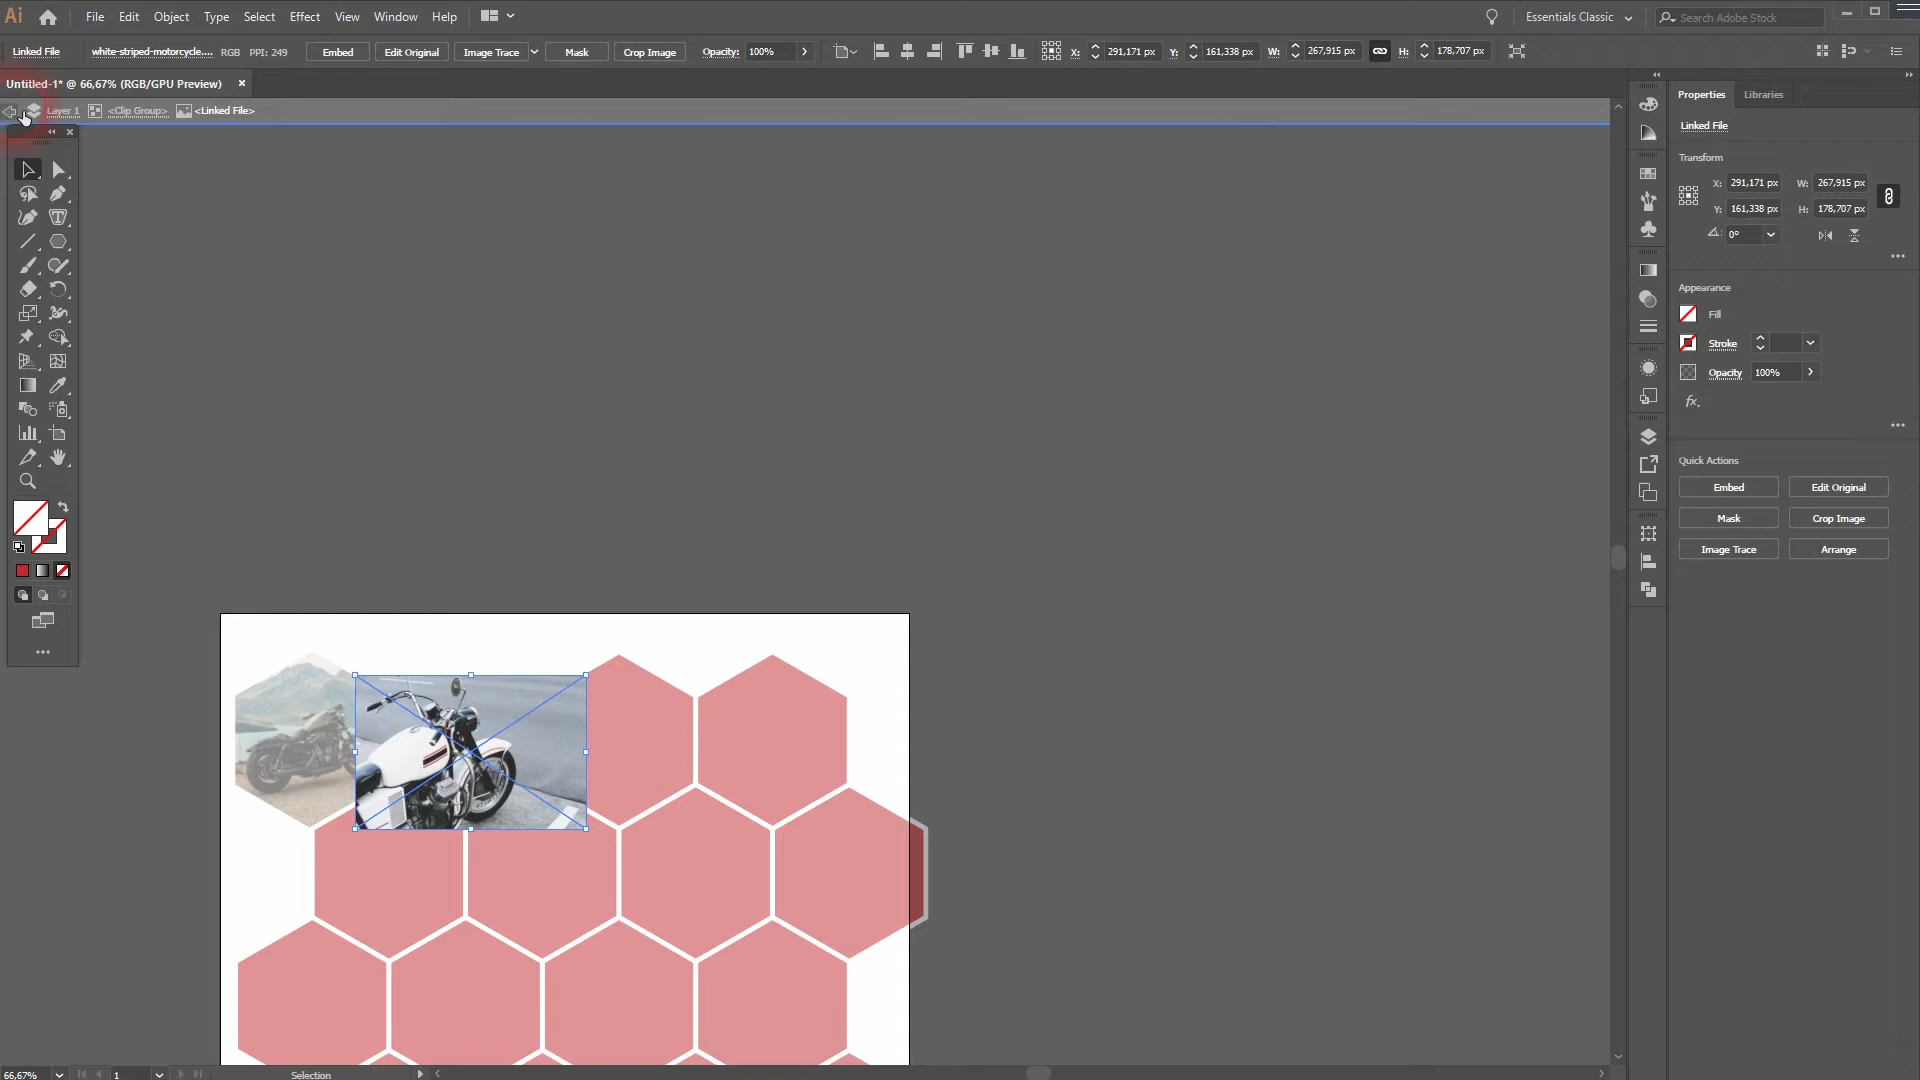 Ai File Edit Object Type Select Effect View Window Help Essentials Classic Search Adobe Stock
Linked File white-striped-motorcycle.... RGB PPI: 249 Embed Edit Original Image Trace Mask Crop Image Opacity: 100% X: 291,171 px Y: 161,338 px W: 267,915 px H: 178,707 px
Untitled-1* @ 66,67% (RGB/GPU Preview)
Layer 1 <Clip Group> <Linked File>
Properties Libraries
Linked File
Transform
X: 291,171 px W: 267,915 px
Y: 161,338 px H: 178,707 px
0°
Appearance
Fill
Stroke
Opacity 100%
fx.
Quick Actions
Embed Edit Original
Mask Crop Image
Image Trace Arrange
66,67% 1 Selection